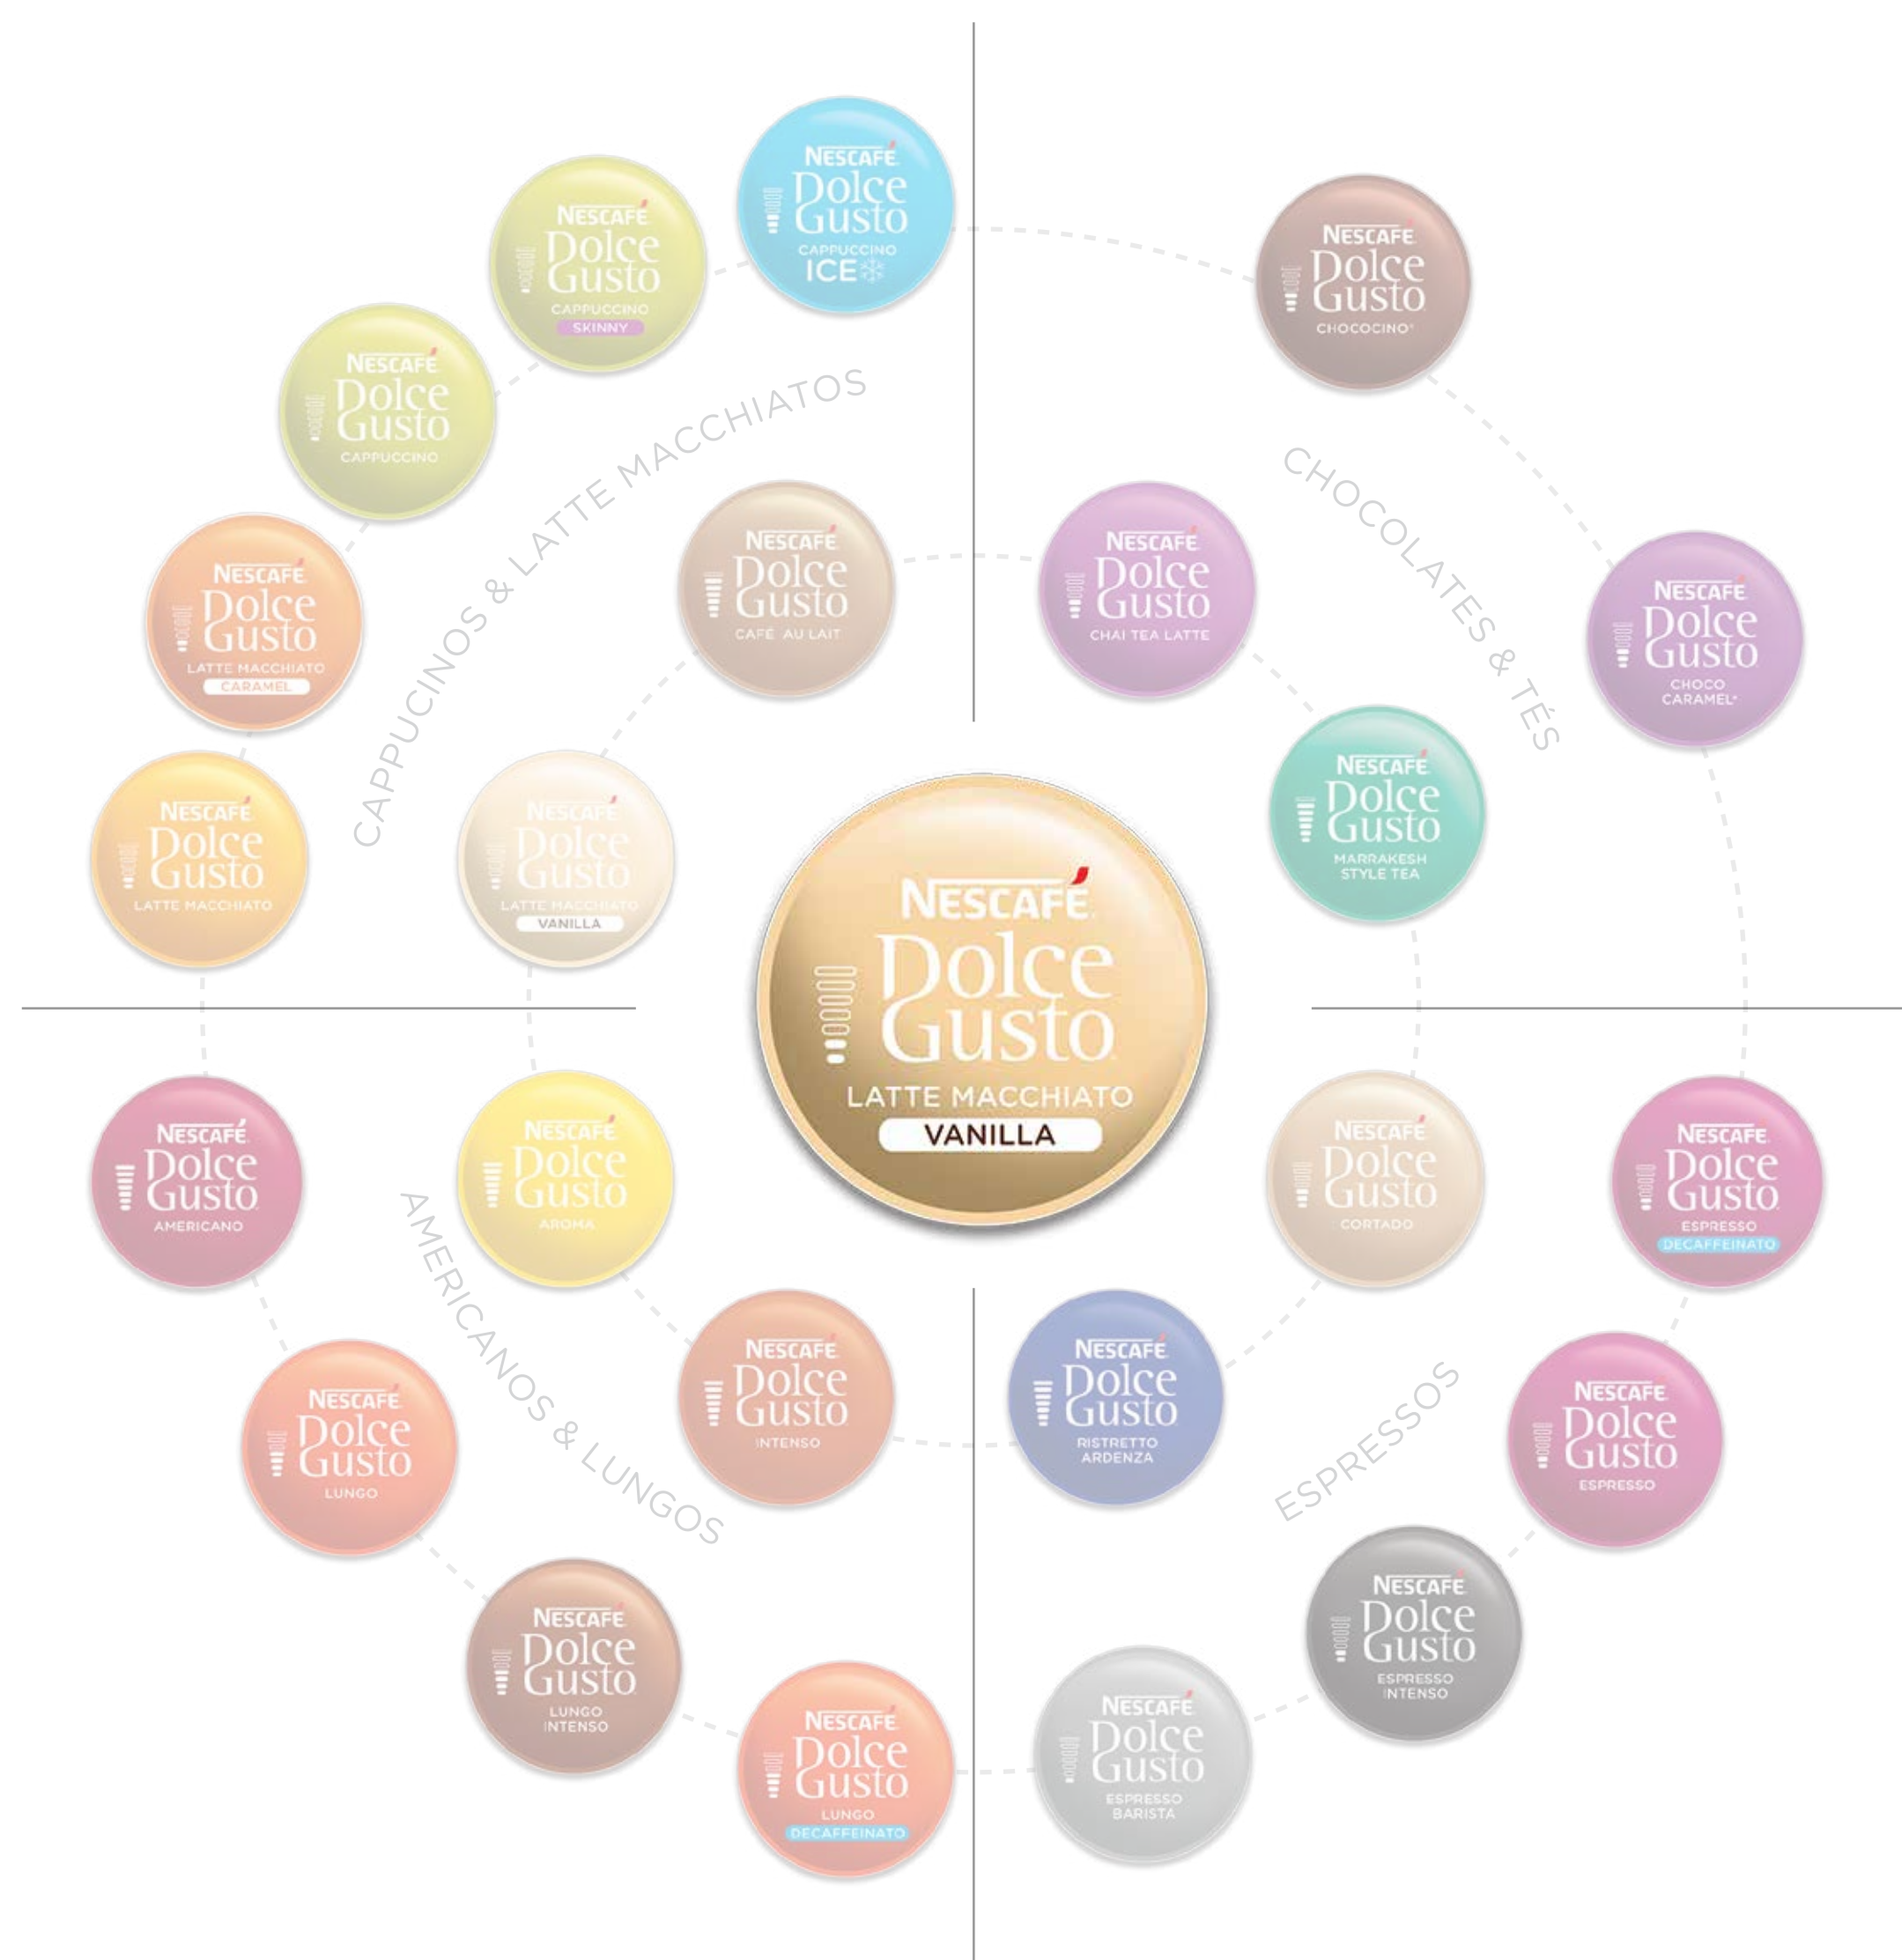 NESCAFÉ
Dolce
Gusto
CAPPUCCINO
ICE
NESCAFÉ
Dolce
Gusto
CAPPUCCINO
SKINNY
NESCAFÉ
Dolce
Gusto
CAPPUCCINO
NESCAFÉ
Dolce
Gusto
LATTE MACCHIATO
CARAMEL
NESCAFÉ
Dolce
Gusto
LATTE MACCHIATO
CAPPUCINOS & LATTE MACCHIATOS
NESCAFÉ
Dolce
Gusto
CAFÉ AU LAIT
NESCAFÉ
Dolce
Gusto
LATTE MACCHIATO
VANILLA
NESCAFÉ
Dolce
Gusto
CHOCOCINO*
NESCAFÉ
Dolce
Gusto
CHOCO
CARAMEL*
CHOCOLATES & TÉS
NESCAFÉ
Dolce
Gusto
CHAI TEA LATTE
NESCAFÉ
Dolce
Gusto
MARRAKESH
STYLE TEA
NESCAFÉ
Dolce
Gusto
LATTE MACCHIATO
VANILLA
NESCAFÉ
Dolce
Gusto
AMERICANO
NESCAFÉ
Dolce
Gusto
AROMA
AMERICANOS & LUNGOS
NESCAFÉ
Dolce
Gusto
INTENSO
NESCAFÉ
Dolce
Gusto
LUNGO
NESCAFÉ
Dolce
Gusto
LUNGO
INTENSO
NESCAFÉ
Dolce
Gusto
LUNGO
DECAFFEINATO
NESCAFÉ
Dolce
Gusto
CORTADO
NESCAFÉ
Dolce
Gusto
ESPRESSO
DECAFFEINATO
NESCAFÉ
Dolce
Gusto
RISTRETTO
ARDENZA
ESPRESSOS
NESCAFÉ
Dolce
Gusto
ESPRESSO
NESCAFÉ
Dolce
Gusto
ESPRESSO
INTENSO
NESCAFÉ
Dolce
Gusto
ESPRESSO
BARISTA